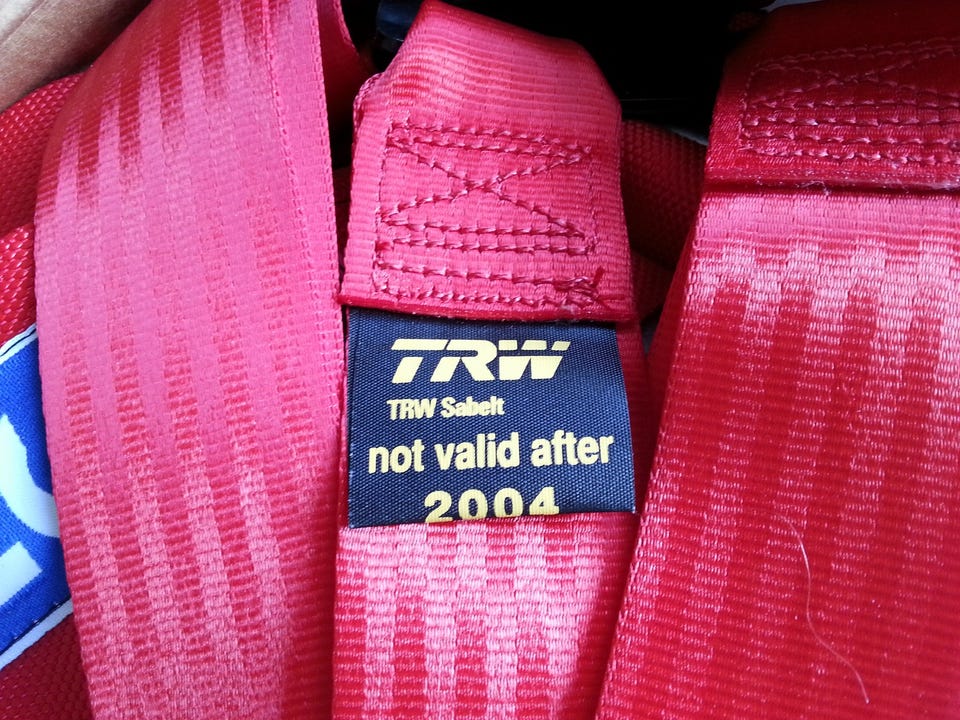 TRW
TRW Sabelt
not valid after
2004